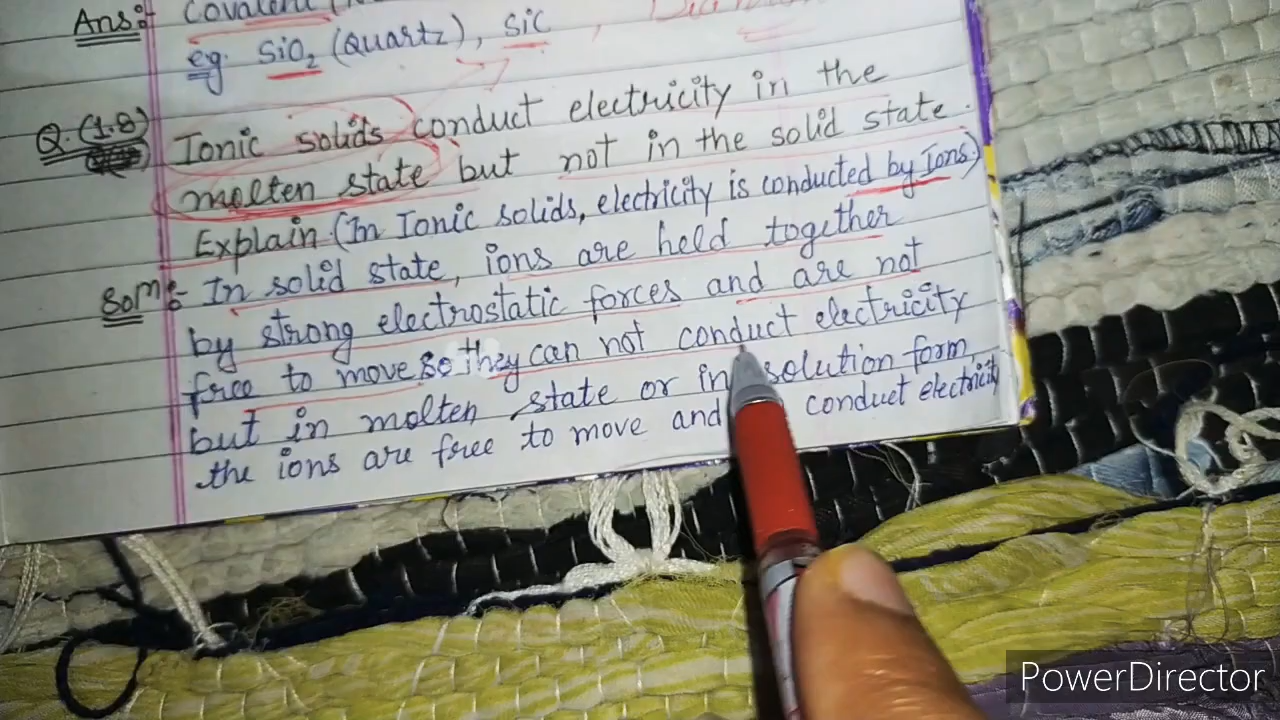 Ans:- Covalent
eg. SiO₂ (Quartz), SiC ,
Q.(1.8) Ionic solids conduct electricity in the
molten state but not in the solid state.
Explain (In Ionic solids, electricity is conducted by Ions)
Som:- In solid state, ions are held together
by strong electrostatic forces and are not
free to move so they can not conduct electricity
but in molten state or in solution form,
the ions are free to move and conduct electricity
PowerDirector